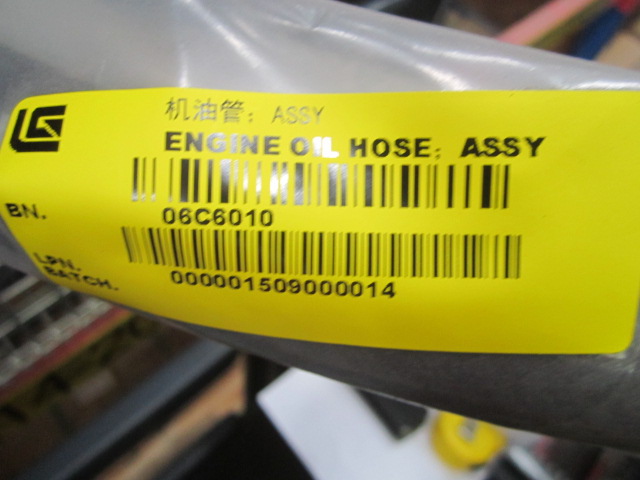 机油管；ASSY
ENGINE OIL HOSE；ASSY
BN.
06C6010
LPN.
BATCH.
000001509000014